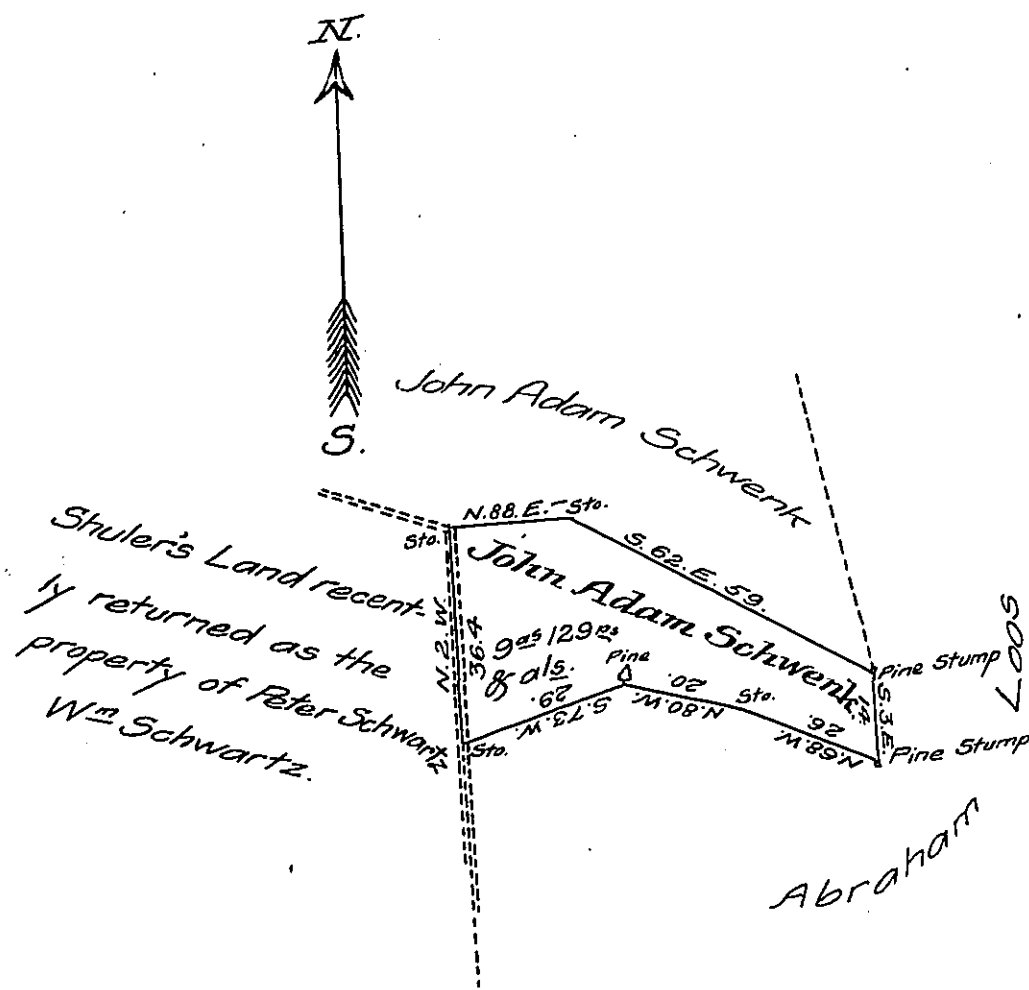 N.
S.
John Adam Schwenk
N.88.E.- Sto.
Sto.
S.62.E. 59.
Shuler's Land recent-
ly returned as the
property of Peter Schwartz
Wm Schwartz.
John Adam Schwenk.
N.2.W.
36.4
9as 129ps
& als.
Pine
S.73.W. 29.
Sto.
N.80.W. 20.
Sto.
N.68.W. 26.
Pine Stump
S.3.E. 14.
Pine Stump
Abraham
Loos